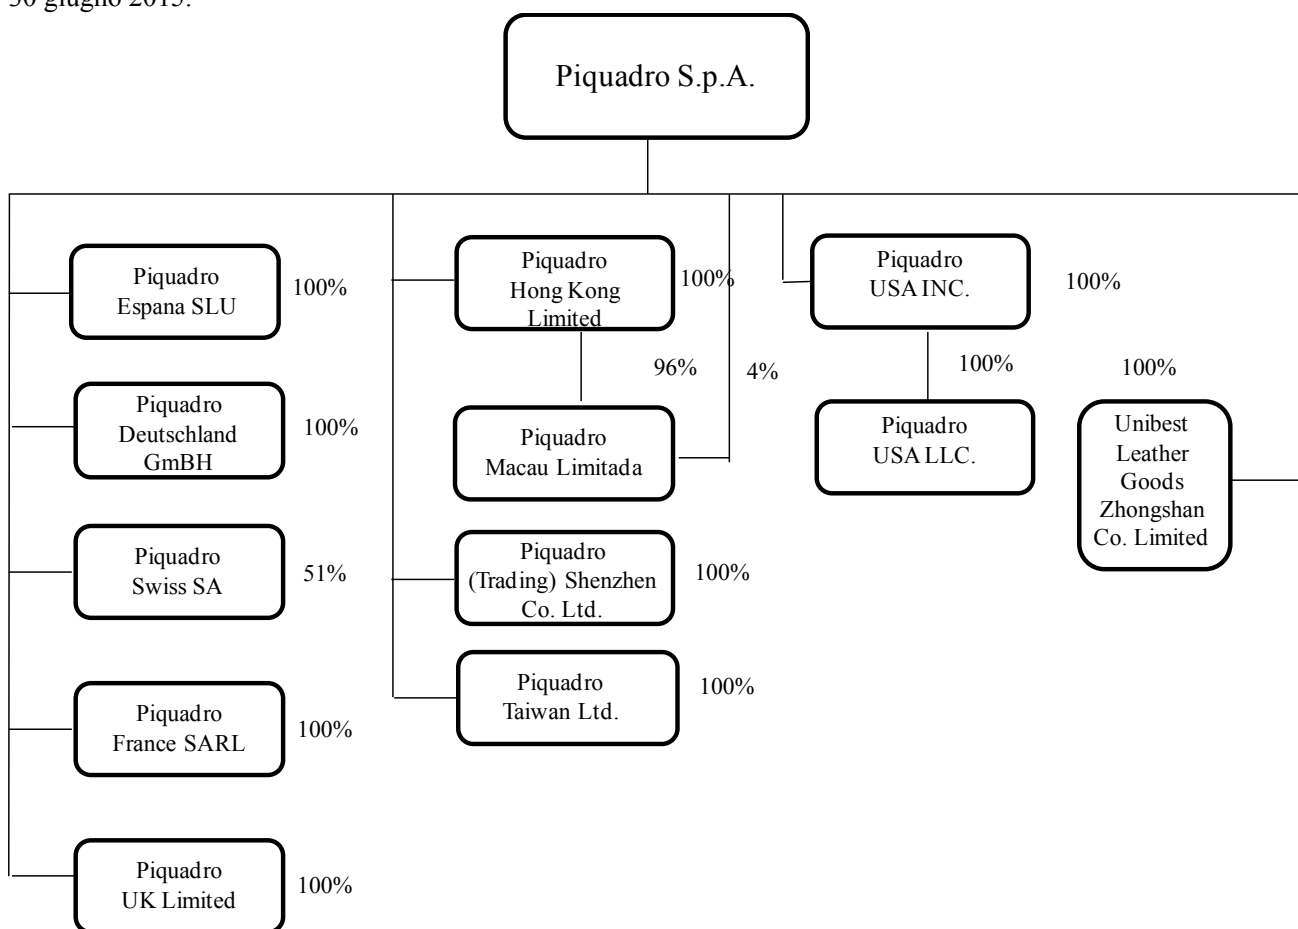 30 giugno 2015.
Piquadro S.p.A.
Piquadro
Espana SLU
100%
Piquadro
Deutschland
GmBH
100%
Piquadro
Swiss SA
51%
Piquadro
France SARL
100%
Piquadro
UK Limited
100%
Piquadro
Hong Kong
Limited
100%
96%
4%
Piquadro
Macau Limitada
Piquadro
(Trading) Shenzhen
Co. Ltd.
100%
Piquadro
Taiwan Ltd.
100%
Piquadro
USA INC.
100%
100%
Piquadro
USA LLC.
100%
Unibest
Leather
Goods
Zhongshan
Co. Limited